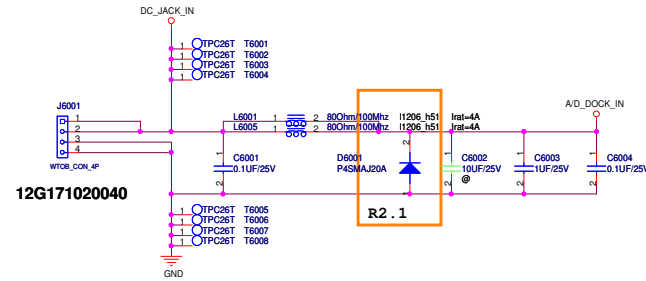 DC_JACK_IN
1 TPC26T T6001
1 TPC26T T6002
1 TPC26T T6003
1 TPC26T T6004
J6001
1
2
3
4
WTOB_CON_4P
12G171020040
L6001 1 2 80Ohm/100Mhz l1206_h51 Irat=4A
L6005 1 2 80Ohm/100Mhz l1206_h51 Irat=4A
A/D_DOCK_IN
1
C6001
0.1UF/25V
2
2
D6001
P4SMAJ20A
1
1
C6002
10UF/25V
@
2
1
C6003
1UF/25V
2
1
C6004
0.1UF/25V
2
R2.1
1 TPC26T T6005
1 TPC26T T6006
1 TPC26T T6007
1 TPC26T T6008
GND